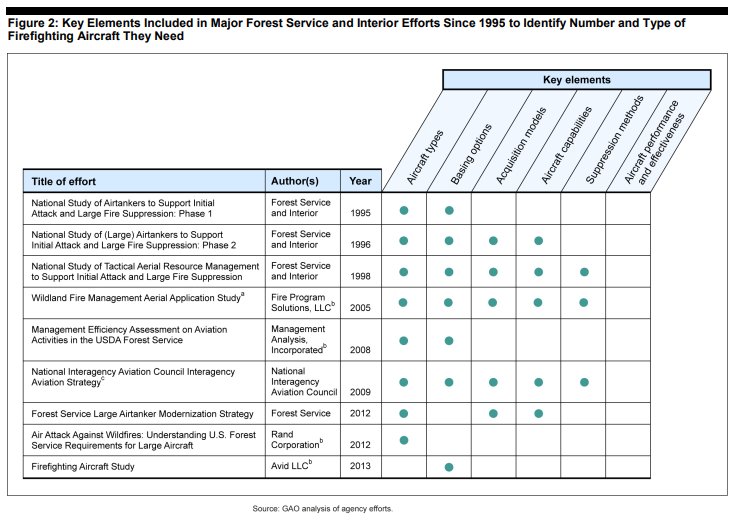 Figure 2: Key Elements Included in Major Forest Service and Interior Efforts Since 1995 to Identify Number and Type of
Firefighting Aircraft They Need
Key elements
Aircraft types
Basing options
Acquisition models
Aircraft capabilities
Suppression methods
Aircraft performance
and effectiveness
Title of effort
Author(s)
Year
National Study of Airtankers to Support Initial
Attack and Large Fire Suppression: Phase 1
Forest Service
and Interior
1995
National Study of (Large) Airtankers to Support
Initial Attack and Large Fire Suppression: Phase 2
Forest Service
and Interior
1996
National Study of Tactical Aerial Resource Management
to Support Initial Attack and Large Fire Suppression
Forest Service
and Interior
1998
Wildland Fire Management Aerial Application Studya
Fire Program
Solutions, LLCb
2005
Management Efficiency Assessment on Aviation
Activities in the USDA Forest Service
Management
Analysis,
Incorporatedb
2008
National Interagency Aviation Council Interagency
Aviation Strategyc
National
Interagency
Aviation Council
2009
Forest Service Large Airtanker Modernization Strategy
Forest Service
2012
Air Attack Against Wildfires: Understanding U.S. Forest
Service Requirements for Large Aircraft
Rand
Corporationb
2012
Firefighting Aircraft Study
Avid LLCb
2013
Source: GAO analysis of agency efforts.